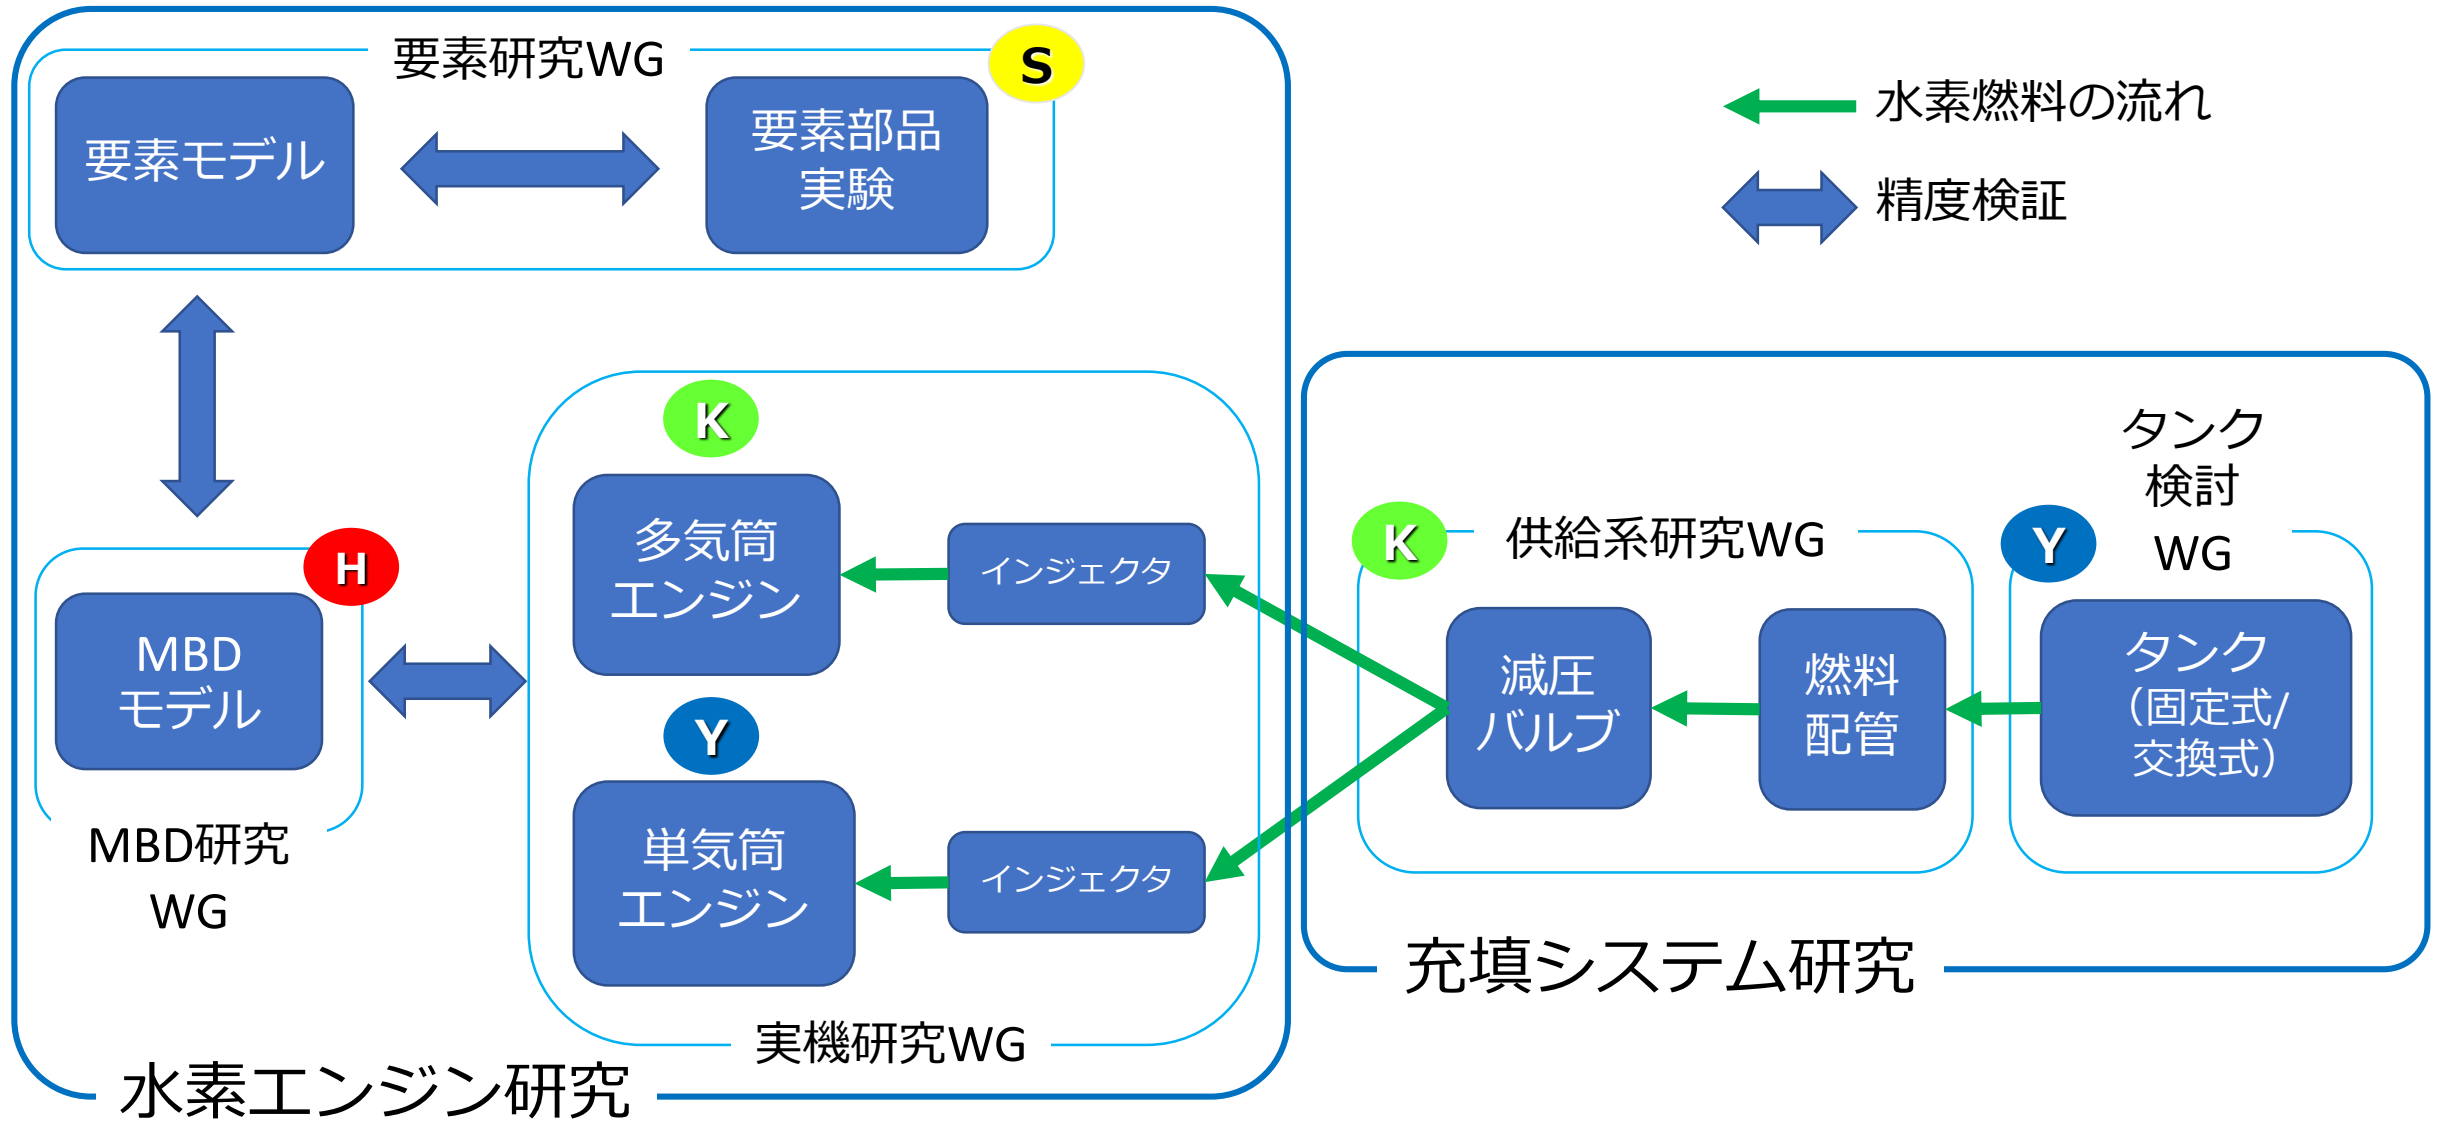 要素研究WG
S
要素モデル
要素部品
実験
水素燃料の流れ
精度検証
K
多気筒
エンジン
インジェクタ
H
MBD
モデル
MBD研究
WG
Y
単気筒
エンジン
インジェクタ
実機研究WG
水素エンジン研究
K
供給系研究WG
減圧
バルブ
燃料
配管
タンク
検討
WG
Y
タンク
（固定式/
交換式）
充填システム研究